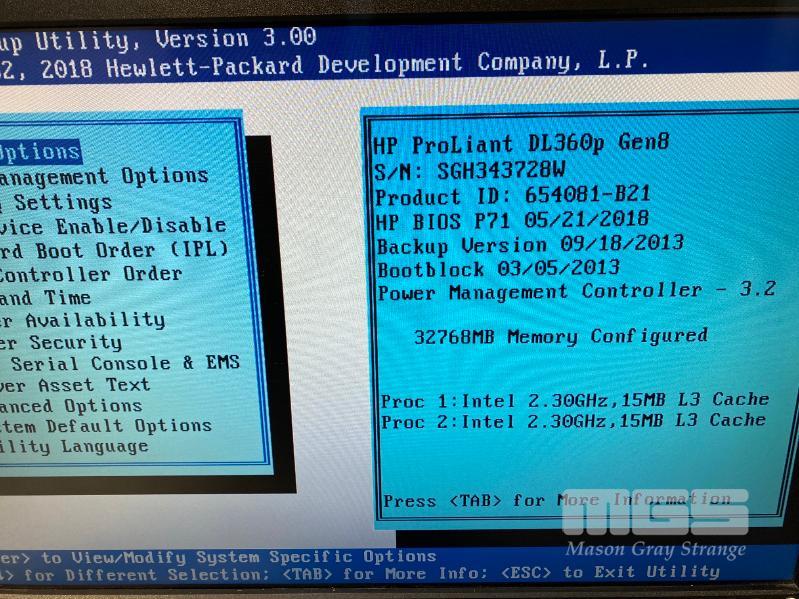 up Utility, Version 3.00
2, 2018 Hewlett-Packard Development Company, L.P.
Options
anagement Options
Settings
vice Enable/Disable
rd Boot Order (IPL)
Controller Order
and Time
er Availability
er Security
Serial Console & EMS
ver Asset Text
anced Options
tem Default Options
ility Language
HP ProLiant DL360p Gen8
S/N: SGH343728W
Product ID: 654081-B21
HP BIOS P71 05/21/2018
Backup Version 09/18/2013
Bootblock 03/05/2013
Power Management Controller - 3.2
32768MB Memory Configured
Proc 1:Intel 2.30GHz,15MB L3 Cache
Proc 2:Intel 2.30GHz,15MB L3 Cache
Press <TAB> for More Information
MGS
Mason Gray Strange
er> to View/Modify System Specific Options
> for Different Selection; <TAB> for More Info; <ESC> to Exit Utility